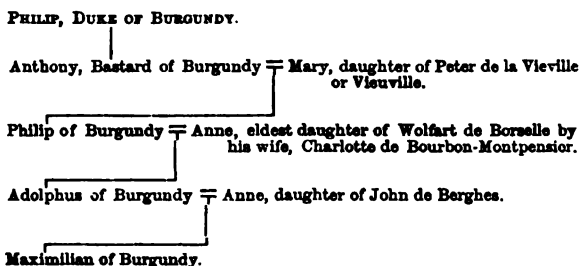 PHILIP, DUKE OF BURGUNDY.
Anthony, Bastard of Burgundy = Mary, daughter of Peter de la Vieville
or Vieuville.
Philip of Burgundy = Anne, eldest daughter of Wolfart de Borselle by
his wife, Charlotte de Bourbon-Montpensior.
Adolphus of Burgundy = Anne, daughter of John de Berghes.
Maximilian of Burgundy.